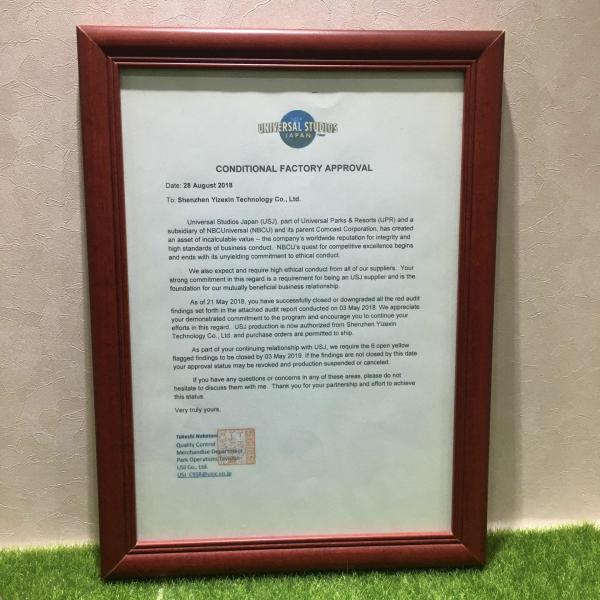 UNIVERSAL STUDIOS
JAPAN
CONDITIONAL FACTORY APPROVAL
Date: 28 August 2018
To: Shenzhen Yizexin Technology Co., Ltd.
Universal Studios Japan (USJ), part of Universal Parks & Resorts (UPR) and a
subsidiary of NBCUniversal (NBCU) and its parent Comcast Corporation, has created
an asset of incalculable value – the company's worldwide reputation for integrity and
high standards of business conduct. NBCU's quest for competitive excellence begins
and ends with its unyielding commitment to ethical conduct.
We also expect and require high ethical conduct from all of our suppliers. Your
strong commitment in this regard is a requirement for being an USJ supplier and is the
foundation for our mutually beneficial business relationship.
As of 21 May 2018, you have successfully closed or downgraded all the red audit
findings set forth in the attached audit report conducted on 03 May 2018. We appreciate
your demonstrated commitment to the program and encourage you to continue your
efforts in this regard. USJ production is now authorized from Shenzhen Yizexin
Technology Co., Ltd. and purchase orders are permitted to ship.
As part of your continuing relationship with USJ, we require the 6 open yellow
flagged findings to be closed by 03 May 2019. If the findings are not closed by this date
your approval status may be revoked and production suspended or canceled.
If you have any questions or concerns in any of these areas, please do not
hesitate to discuss them with me. Thank you for your partnership and effort to achieve
this status.
Very truly yours,
Takeshi Nakatani
Quality Control
Merchandise Department
Park Operations Division
USJ Co., Ltd.
USJ_CSSR@usjc.co.jp